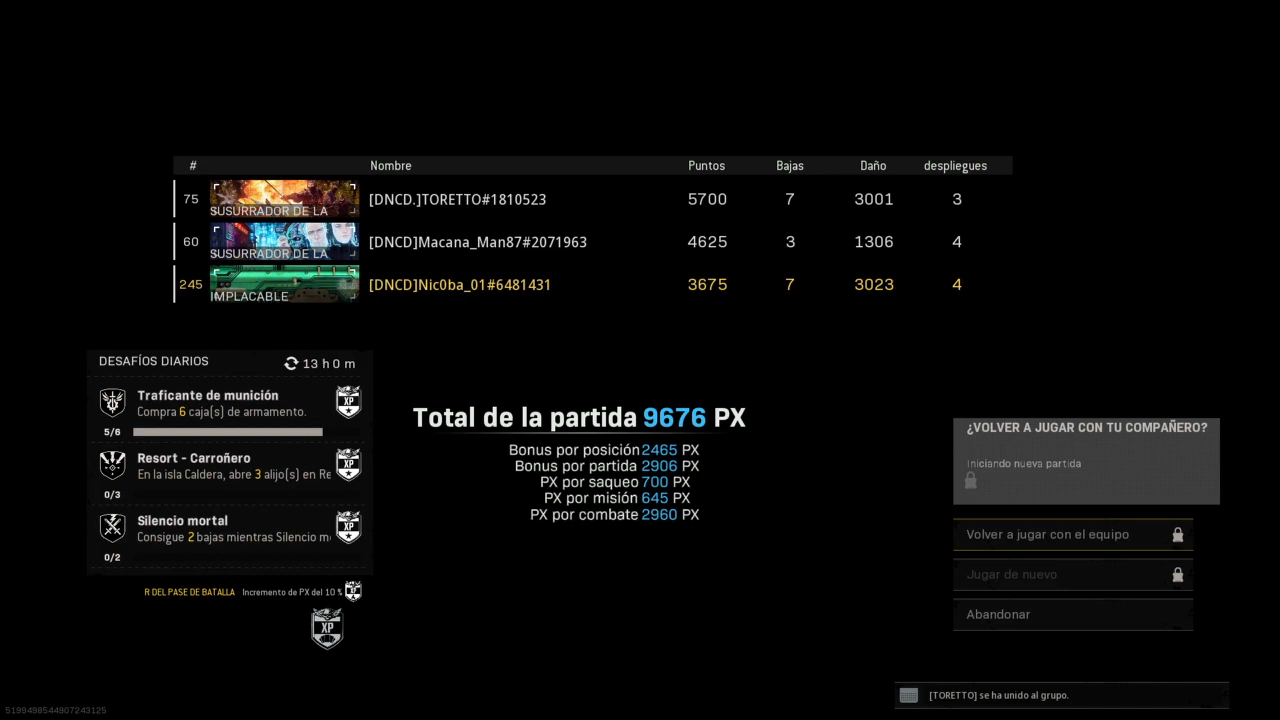 # Nombre Puntos Bajas Daño despliegues
75 SUSURRADOR DE LA [DNCD.]TORETTO#1810523 5700 7 3001 3
60 SUSURRADOR DE LA [DNCD]Macana_Man87#2071963 4625 3 1306 4
245 IMPLACABLE [DNCD]Nic0ba_01#6481431 3675 7 3023 4
DESAFÍOS DIARIOS 13 h 0 m
Traficante de munición
Compra 6 caja(s) de armamento.
XP
5/6
Resort - Carroñero
En la isla Caldera, abre 3 alijo(s) en Re
XP
0/3
Silencio mortal
Consigue 2 bajas mientras Silencio m
XP
0/2
R DEL PASE DE BATALLA Incremento de PX del 10 % XP
XP
Total de la partida 9676 PX
Bonus por posición 2465 PX
Bonus por partida 2906 PX
PX por saqueo 700 PX
PX por misión 645 PX
PX por combate 2960 PX
¿VOLVER A JUGAR CON TU COMPAÑERO?
Iniciando nueva partida
Volver a jugar con el equipo
Jugar de nuevo
Abandonar
[TORETTO] se ha unido al grupo.
5199498544807243125